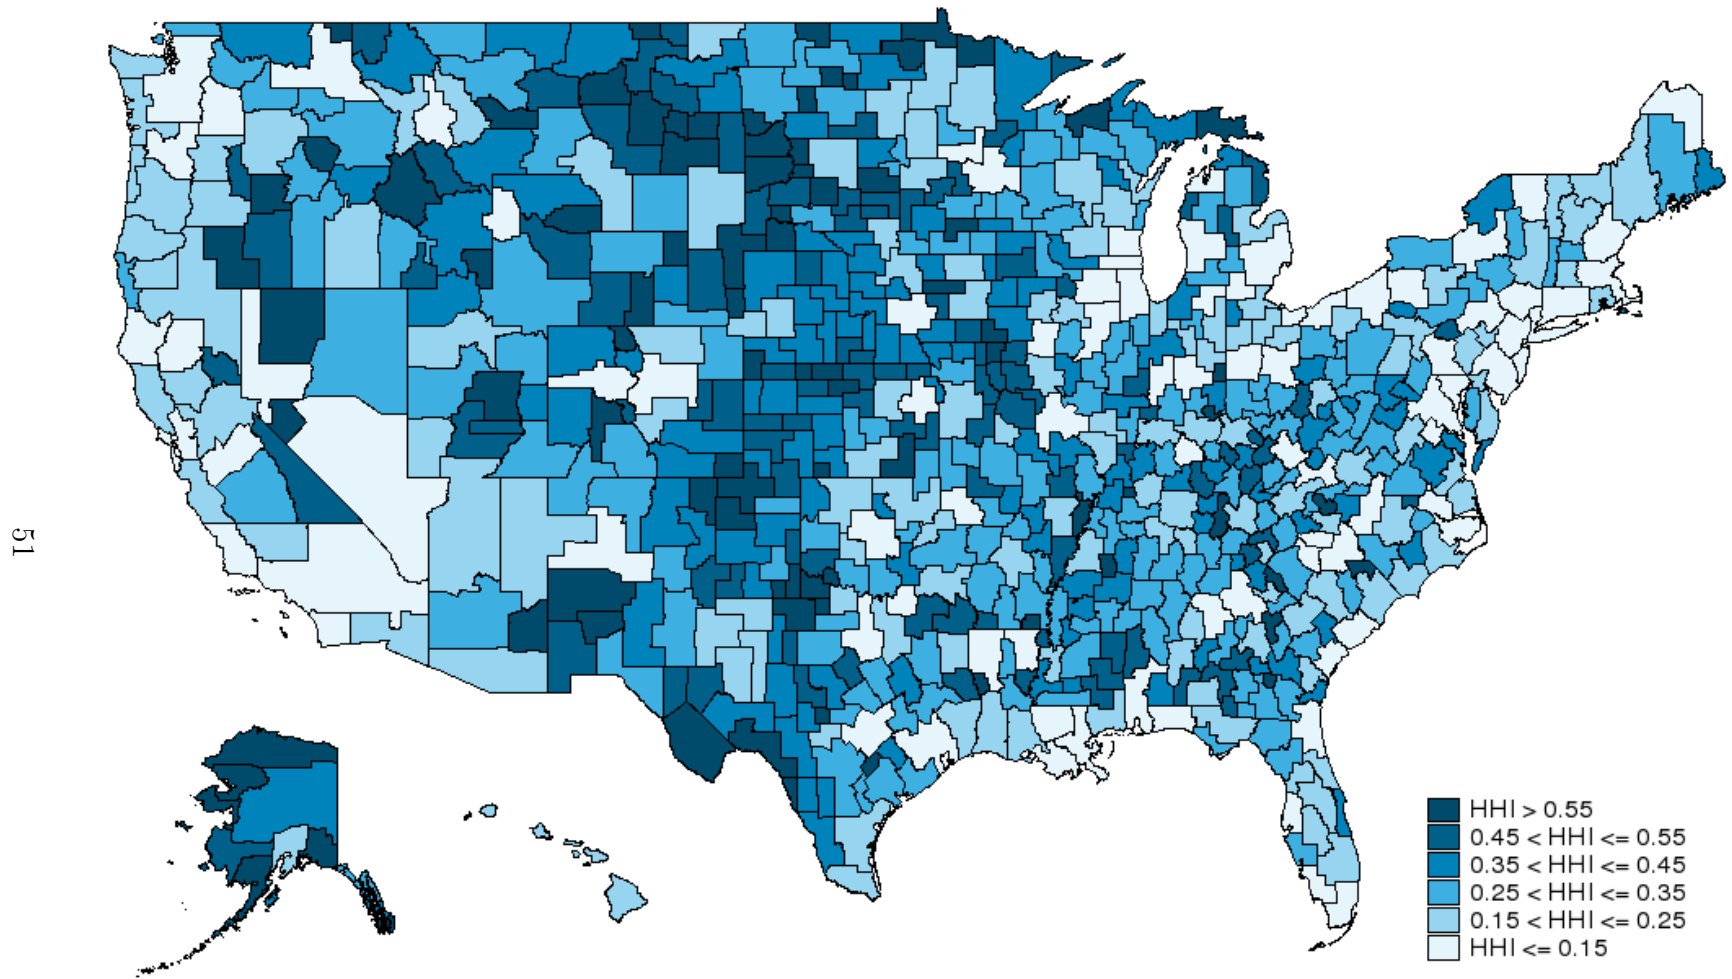 51
HHI > 0.55
0.45 < HHI <= 0.55
0.35 < HHI <= 0.45
0.25 < HHI <= 0.35
0.15 < HHI <= 0.25
HHI <= 0.15